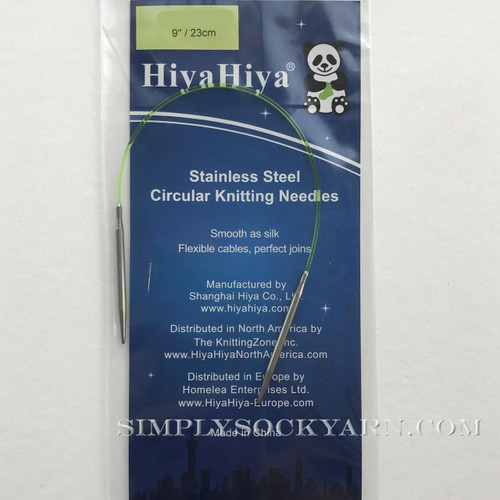 9" / 23cm
HiyaHiya®
Stainless Steel
Circular Knitting Needles
Smooth as silk
Flexible cables, perfect joins
Manufactured by
Shanghai Hiya Co., Ltd.
www.hiyahiya.com
Distributed in North America by
The KnittingZone Inc.
www.HiyaHiyaNorthAmerica.com
Distributed in Europe by
Homelea Enterprises Ltd.
www.HiyaHiya-Europe.com
SIMPLYSOCKYARN.COM
Made in China